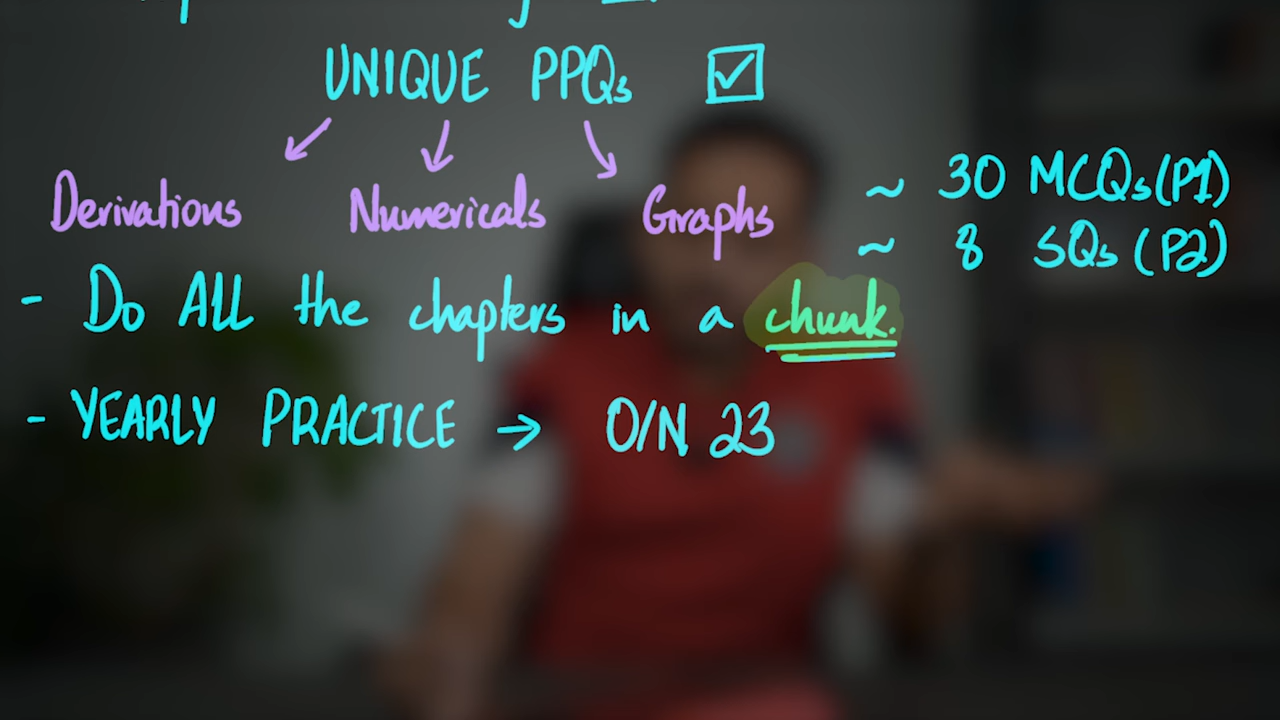 UNIQUE PPQs ☑
Derivations Numericals Graphs
~ 30 MCQs(P1)
~ 8 SQs (P2)
- Do ALL the chapters in a chunk.
- YEARLY PRACTICE → O/N 23